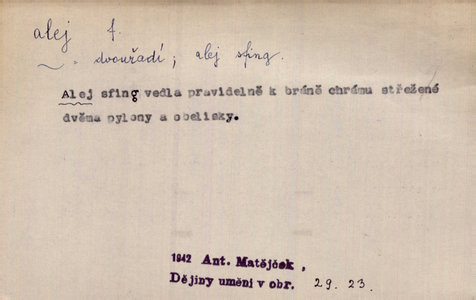 alej f.
~. dvouřadí; alej sfing.
Alej sfing vedla pravidelně k bráně chrámu střežené
dvěma pylony a obelisky.
1942 Ant. Matějček,
Dějiny umění v obr. 29. 23.